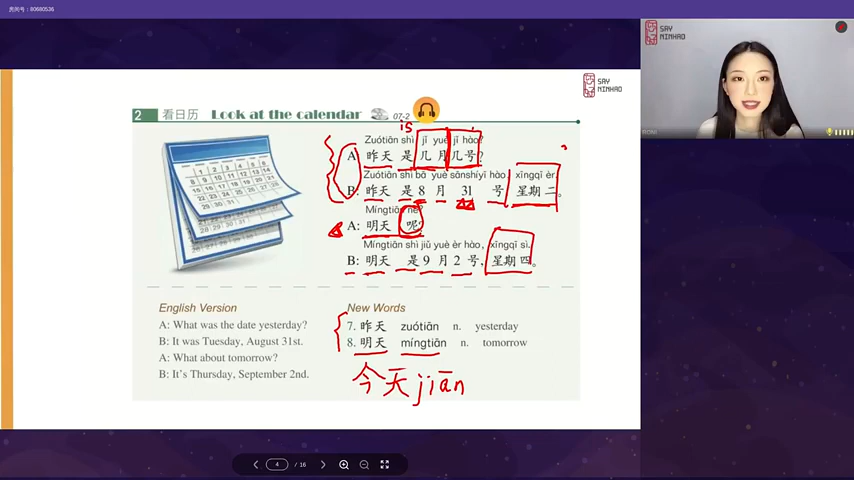 房间号：80680536
SAY
NINHAO
SAY
NINHAO
2 看日历 Look at the calendar 07-2
is
Zuótiān shì jǐ yuè jǐ hào?
A: 昨天 是 几 月 几 号?
Zuótiān shì bā yuè sānshíyī hào, xīngqī èr.
B: 昨天 是 8 月 31 号, 星期 二。
Míngtiān ne?
A: 明天 呢?
Míngtiān shì jiǔ yuè èr hào, xīngqī sì.
B: 明天 是 9 月 2 号, 星期 四。
English Version
A: What was the date yesterday?
B: It was Tuesday, August 31st.
A: What about tomorrow?
B: It's Thursday, September 2nd.
New Words
7. 昨天 zuótiān n. yesterday
8. 明天 míngtiān n. tomorrow
今天 jiān
4 / 16